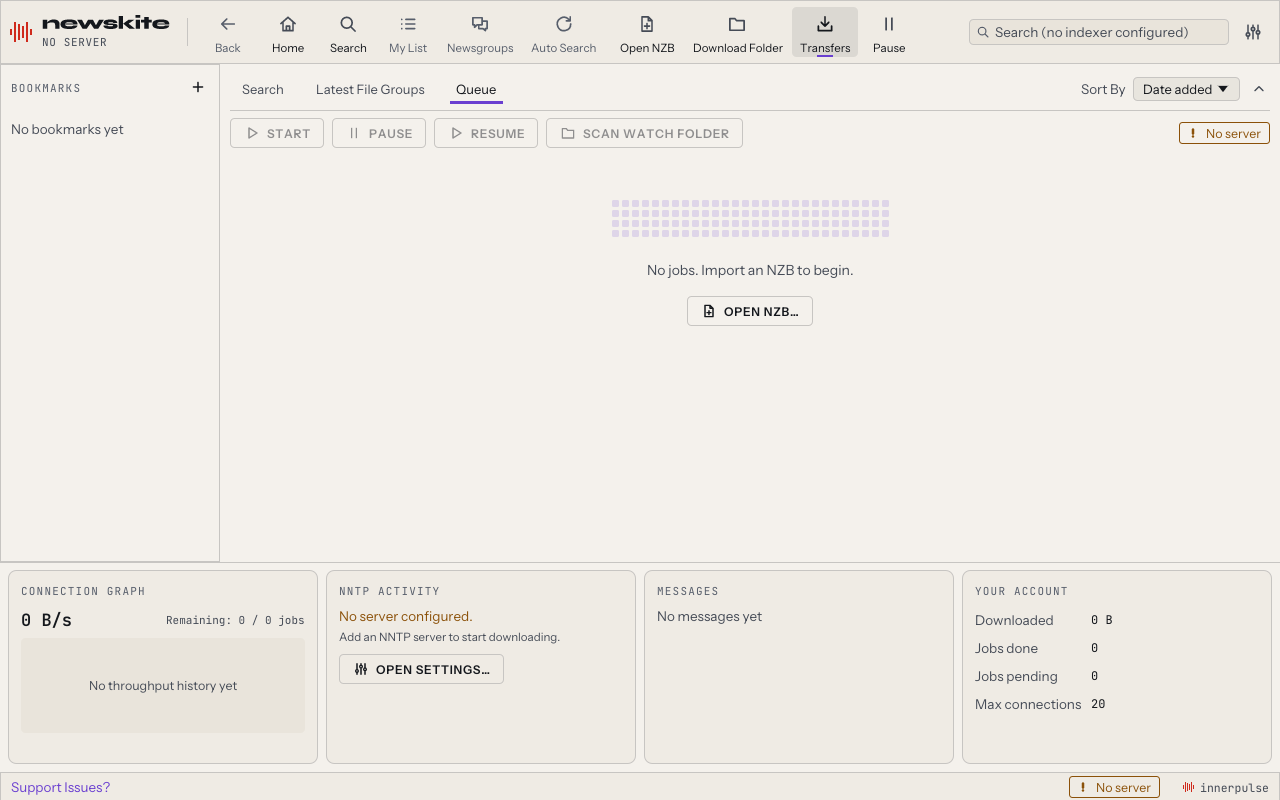 newskite
NO SERVER
Back
Home
Search
My List
Newsgroups
Auto Search
Open NZB
Download Folder
Transfers
Pause
Search (no indexer configured)
BOOKMARKS
No bookmarks yet
Search
Latest File Groups
Queue
Sort By
Date added
START
PAUSE
RESUME
SCAN WATCH FOLDER
No server
No jobs. Import an NZB to begin.
OPEN NZB…
CONNECTION GRAPH
0 B/s
Remaining: 0 / 0 jobs
No throughput history yet
NNTP ACTIVITY
No server configured.
Add an NNTP server to start downloading.
OPEN SETTINGS…
MESSAGES
No messages yet
YOUR ACCOUNT
Downloaded 0 B
Jobs done 0
Jobs pending 0
Max connections 20
Support Issues?
No server
innerpulse